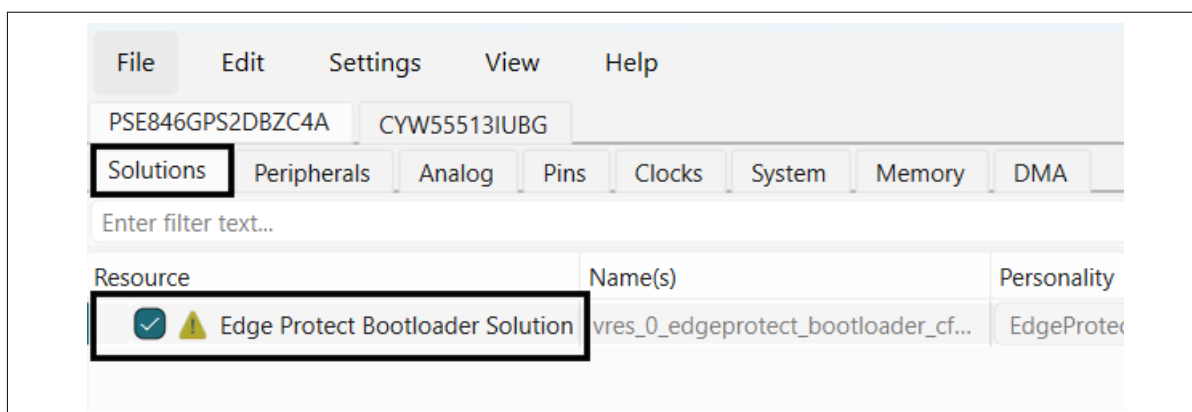 File Edit Settings View Help
PSE846GPS2DBZC4A CYW55513IUBG
Solutions Peripherals Analog Pins Clocks System Memory DMA
Enter filter text...
Resource Name(s) Personality
Edge Protect Bootloader Solution vres_0_edgeprotect_bootloader_cf... EdgeProtec